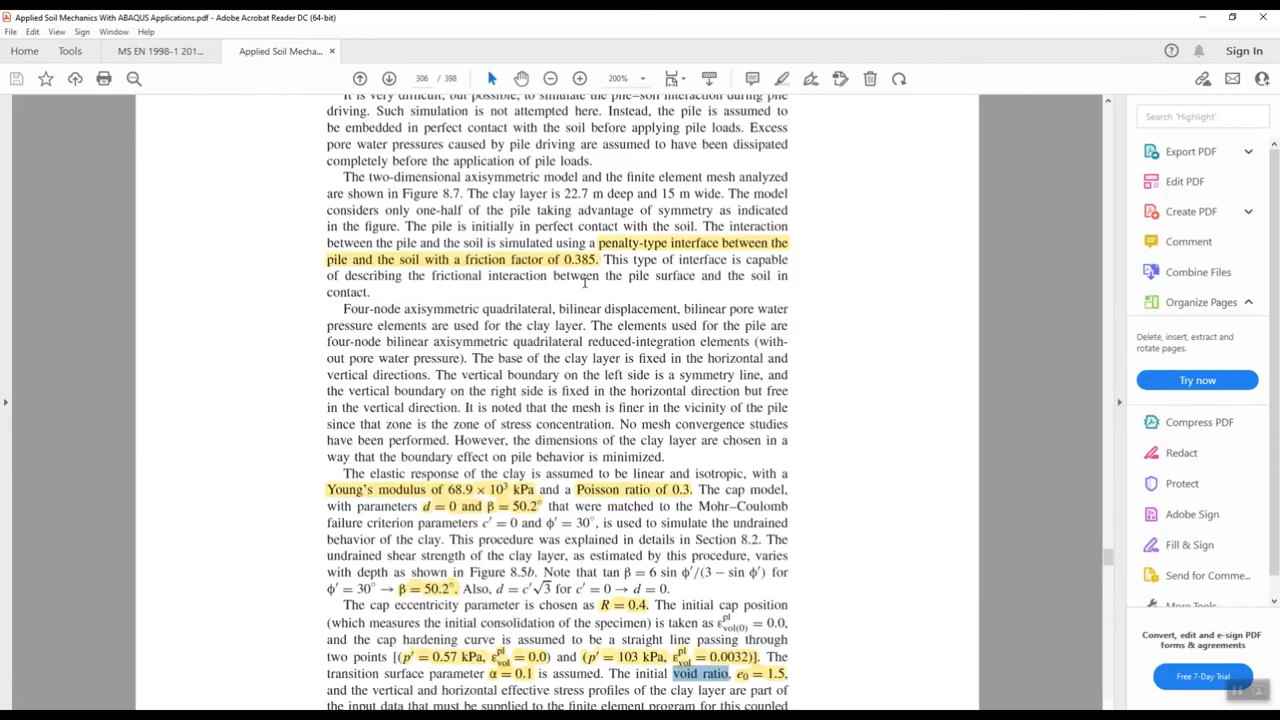 Applied Soil Mechanics With ABAQUS Applications.pdf - Adobe Acrobat Reader DC (64-bit)
File Edit View Sign Window Help
Home Tools MS EN 1998-1 201... Applied Soil Mecha... × Sign In
306 / 398 200%
It is very difficult, but possible, to simulate the pile–soil interaction during pile
driving. Such simulation is not attempted here. Instead, the pile is assumed to
be embedded in perfect contact with the soil before applying pile loads. Excess
pore water pressures caused by pile driving are assumed to have been dissipated
completely before the application of pile loads.
The two-dimensional axisymmetric model and the finite element mesh analyzed
are shown in Figure 8.7. The clay layer is 22.7 m deep and 15 m wide. The model
considers only one-half of the pile taking advantage of symmetry as indicated
in the figure. The pile is initially in perfect contact with the soil. The interaction
between the pile and the soil is simulated using a penalty-type interface between the
pile and the soil with a friction factor of 0.385. This type of interface is capable
of describing the frictional interaction between the pile surface and the soil in
contact.
Four-node axisymmetric quadrilateral, bilinear displacement, bilinear pore water
pressure elements are used for the clay layer. The elements used for the pile are
four-node bilinear axisymmetric quadrilateral reduced-integration elements (with-
out pore water pressure). The base of the clay layer is fixed in the horizontal and
vertical directions. The vertical boundary on the left side is a symmetry line, and
the vertical boundary on the right side is fixed in the horizontal direction but free
in the vertical direction. It is noted that the mesh is finer in the vicinity of the pile
since that zone is the zone of stress concentration. No mesh convergence studies
have been performed. However, the dimensions of the clay layer are chosen in a
way that the boundary effect on pile behavior is minimized.
The elastic response of the clay is assumed to be linear and isotropic, with a
Young's modulus of 68.9 × 10³ kPa and a Poisson ratio of 0.3. The cap model,
with parameters d = 0 and β = 50.2° that were matched to the Mohr–Coulomb
failure criterion parameters c′ = 0 and ϕ′ = 30°, is used to simulate the undrained
behavior of the clay. This procedure was explained in details in Section 8.2. The
undrained shear strength of the clay layer, as estimated by this procedure, varies
with depth as shown in Figure 8.5b. Note that tan β = 6 sin ϕ′/(3 − sin ϕ′) for
ϕ′ = 30° → β = 50.2°. Also, d = c′√3 for c′ = 0 → d = 0.
The cap eccentricity parameter is chosen as R = 0.4. The initial cap position
(which measures the initial consolidation of the specimen) is taken as εpl vol(0) = 0.0,
and the cap hardening curve is assumed to be a straight line passing through
two points [(p′ = 0.57 kPa, εpl vol = 0.0) and (p′ = 103 kPa, εpl vol = 0.0032)]. The
transition surface parameter α = 0.1 is assumed. The initial void ratio, e₀ = 1.5,
and the vertical and horizontal effective stress profiles of the clay layer are part of
the input data that must be supplied to the finite element program for this coupled
Search 'Highlight'
Export PDF
Edit PDF
Create PDF
Comment
Combine Files
Organize Pages
Delete, insert, extract and
rotate pages.
Try now
Compress PDF
Redact
Protect
Adobe Sign
Fill & Sign
Send for Comme...
More Tools
Convert, edit and e-sign PDF
forms & agreements
Free 7-Day Trial